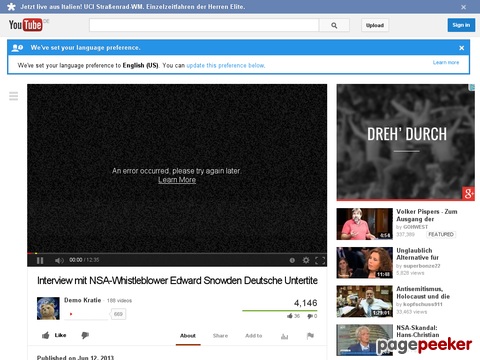 Jetzt live aus Italien! UCI Straßenrad-WM. Einzelzeitfahren der Herren Elite.
YouTube DE
Upload
Sign in
We've set your language preference.
We've set your language preference to English (US). You can update this preference below.
Learn more
An error occurred, please try again later.
Learn More
00:00 / 12:35
Interview mit NSA-Whistleblower Edward Snowden Deutsche Untertite
Demo Kratie
186 videos
669
4,146
36
0
Like
About
Share
Add to
Published on Jun 12, 2013
DREH' DURCH
Volker Pispers - Zum
Ausgang der
by GOIIWEST
FEATURED
6:54
Unglaublich
Alternative für
by superbonze22
5,829 views
11:48
Antisemitismus,
Holocaust und die
by kopfschuss911
33,463 views
1:29:01
NSA-Skandal:
Hans-Christian
pagepeeker